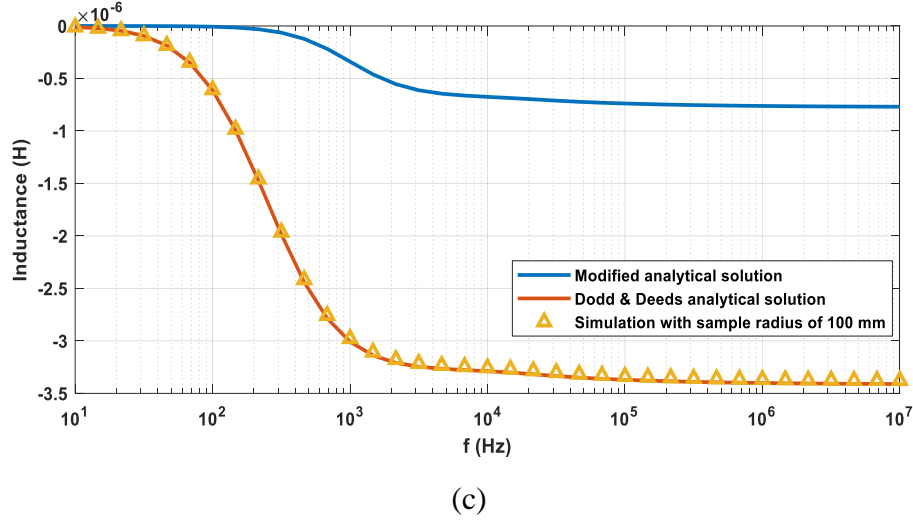 ×10⁻⁶
0
-0.5
-1
-1.5
-2
-2.5
-3
-3.5
Inductance (H)
Modified analytical solution
Dodd & Deeds analytical solution
Simulation with sample radius of 100 mm
10¹ 10² 10³ 10⁴ 10⁵ 10⁶ 10⁷
f (Hz)
(c)